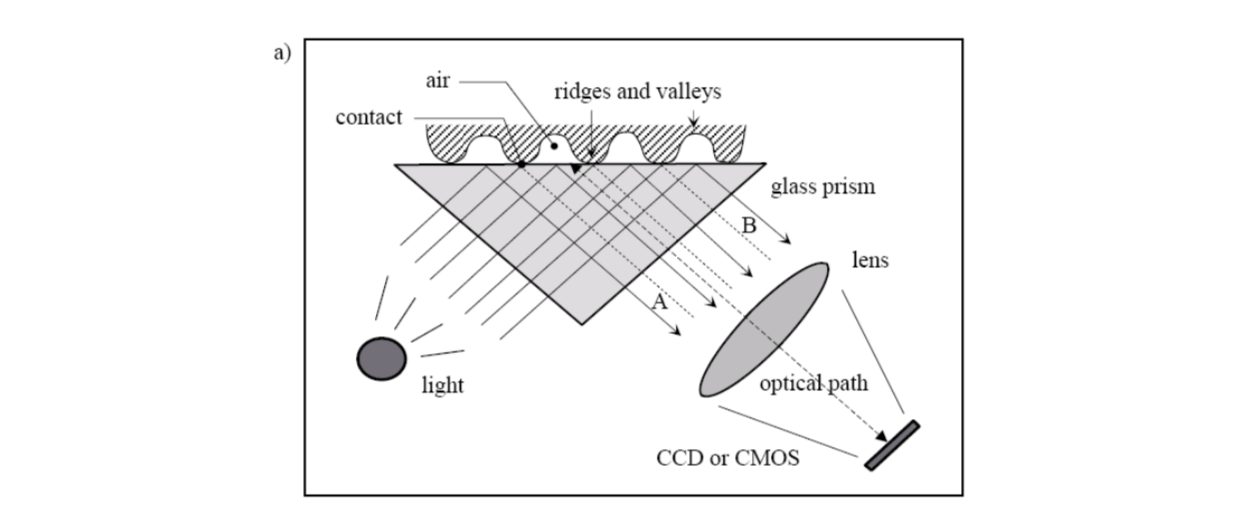 a)
air
ridges and valleys
contact
glass prism
B
lens
A
light
optical path
CCD or CMOS